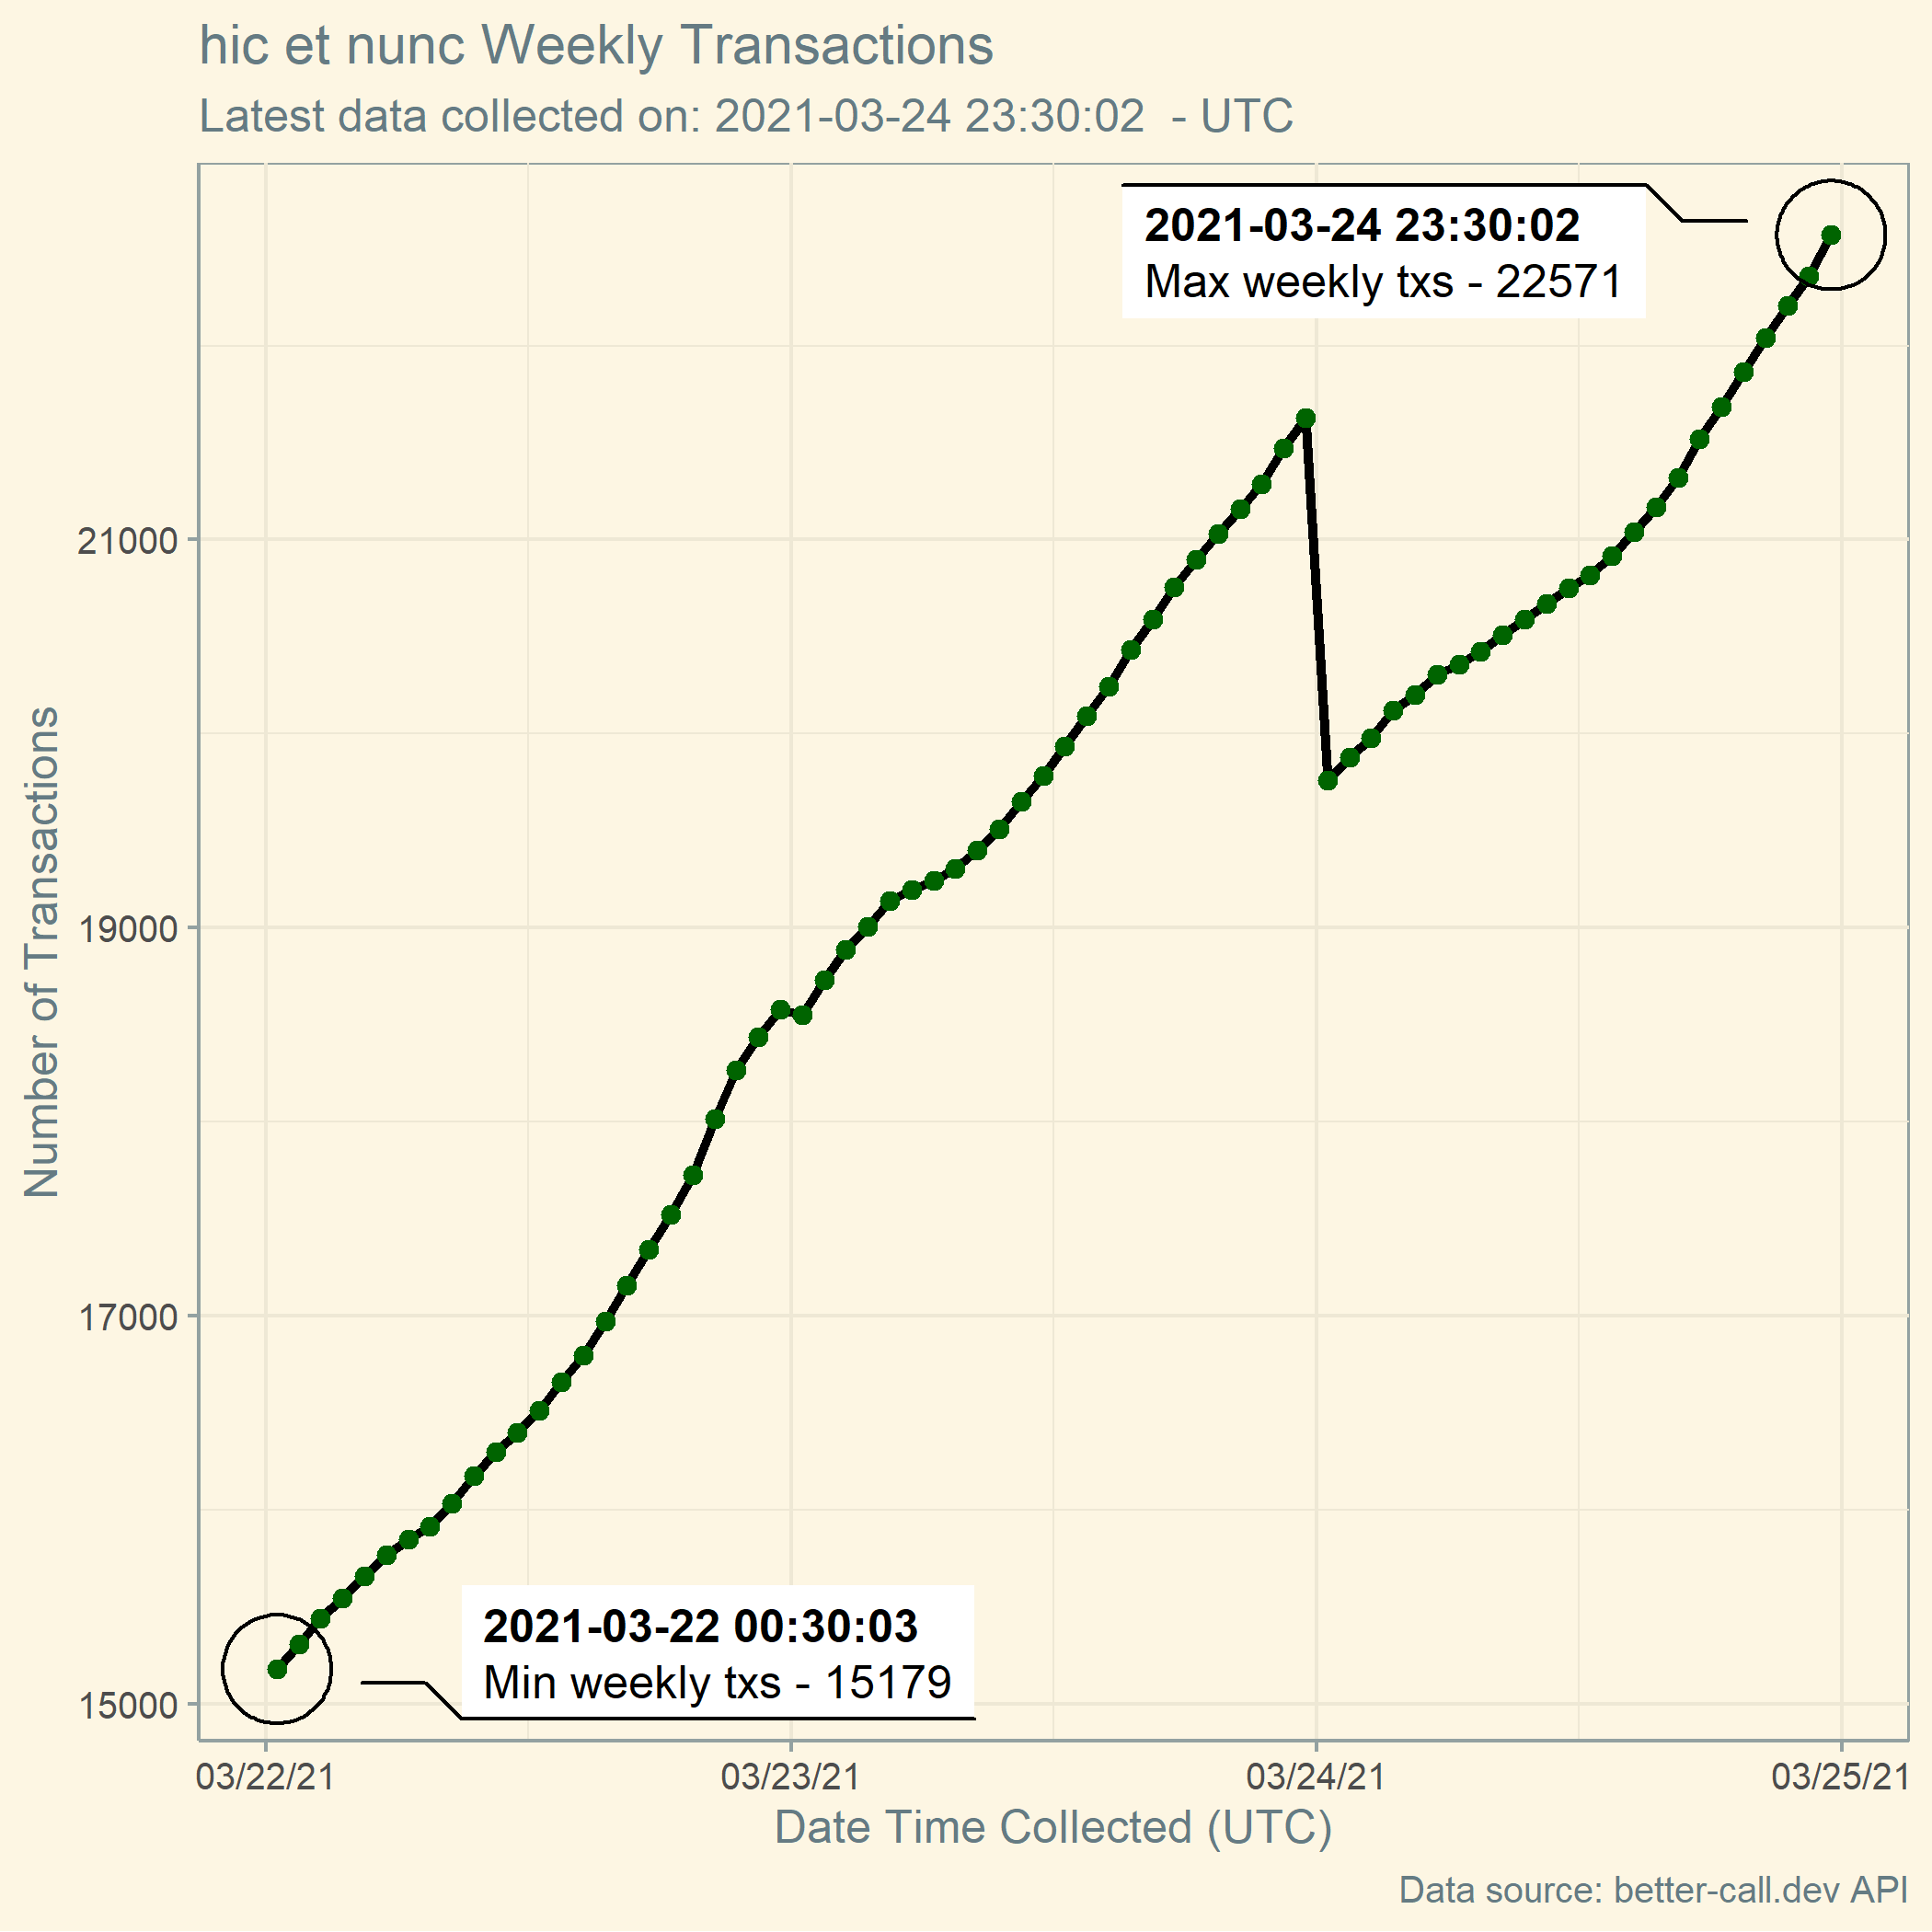 hic et nunc Weekly Transactions
Latest data collected on: 2021-03-24 23:30:02  - UTC
2021-03-24 23:30:02
Max weekly txs - 22571
Number of Transactions
21000
19000
17000
15000
2021-03-22 00:30:03
Min weekly txs - 15179
03/22/21 03/23/21 03/24/21 03/25/21
Date Time Collected (UTC)
Data source: better-call.dev API